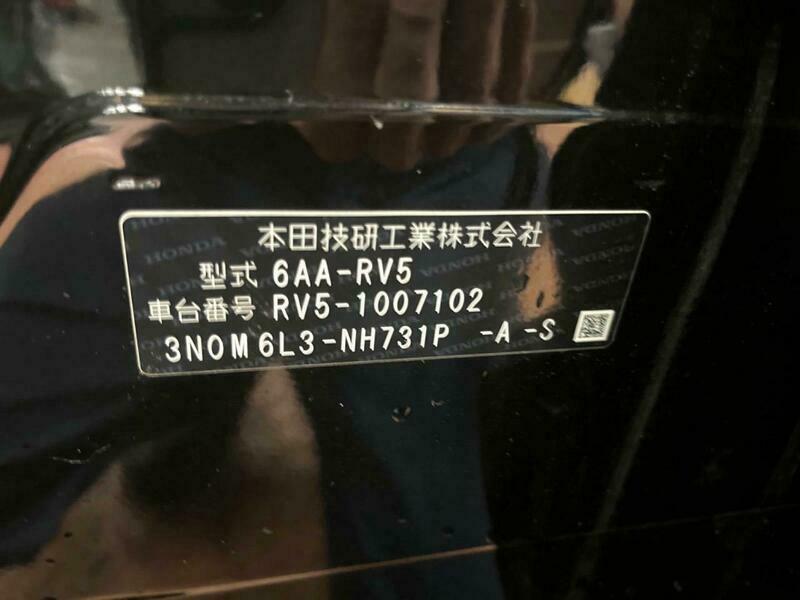 本田技研工業株式会社
型式 6AA-RV5
車台番号 RV5-1007102
3N0M6L3-NH731P -A -S